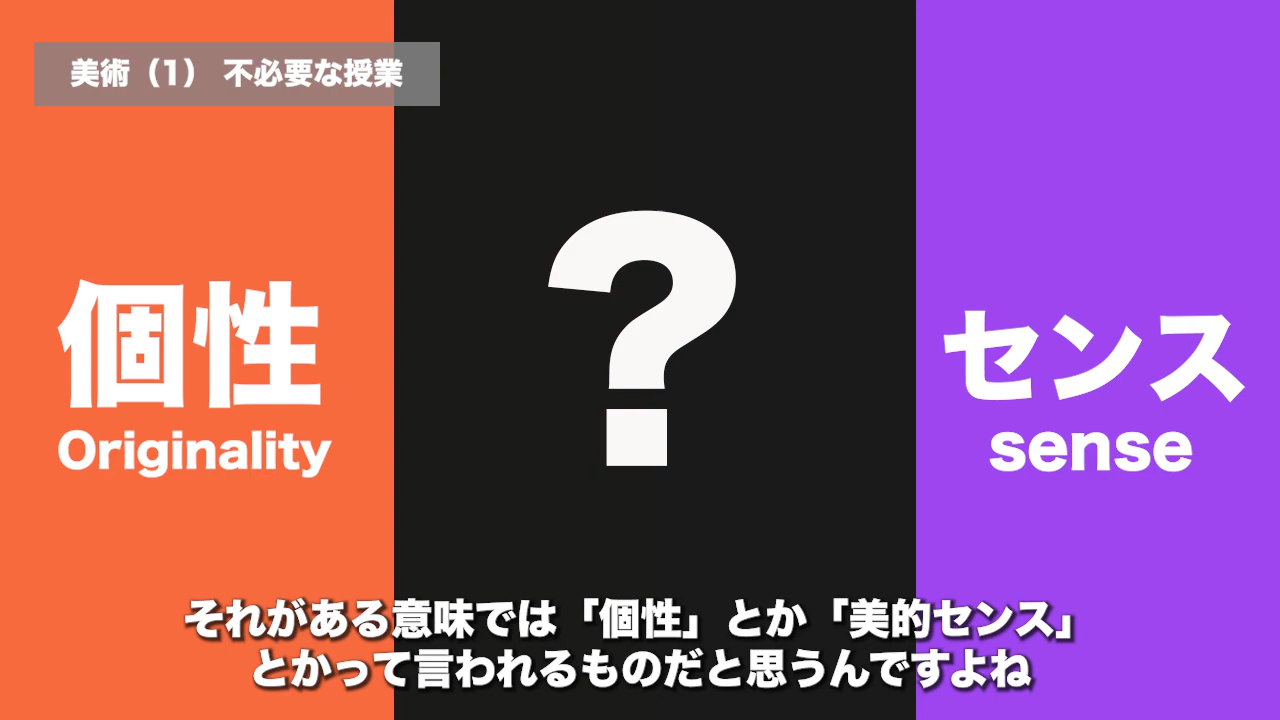 美術（1） 不必要な授業
個性
Originality
?
センス
sense
それがある意味では「個性」とか「美的センス」
とかって言われるものだと思うんですよね